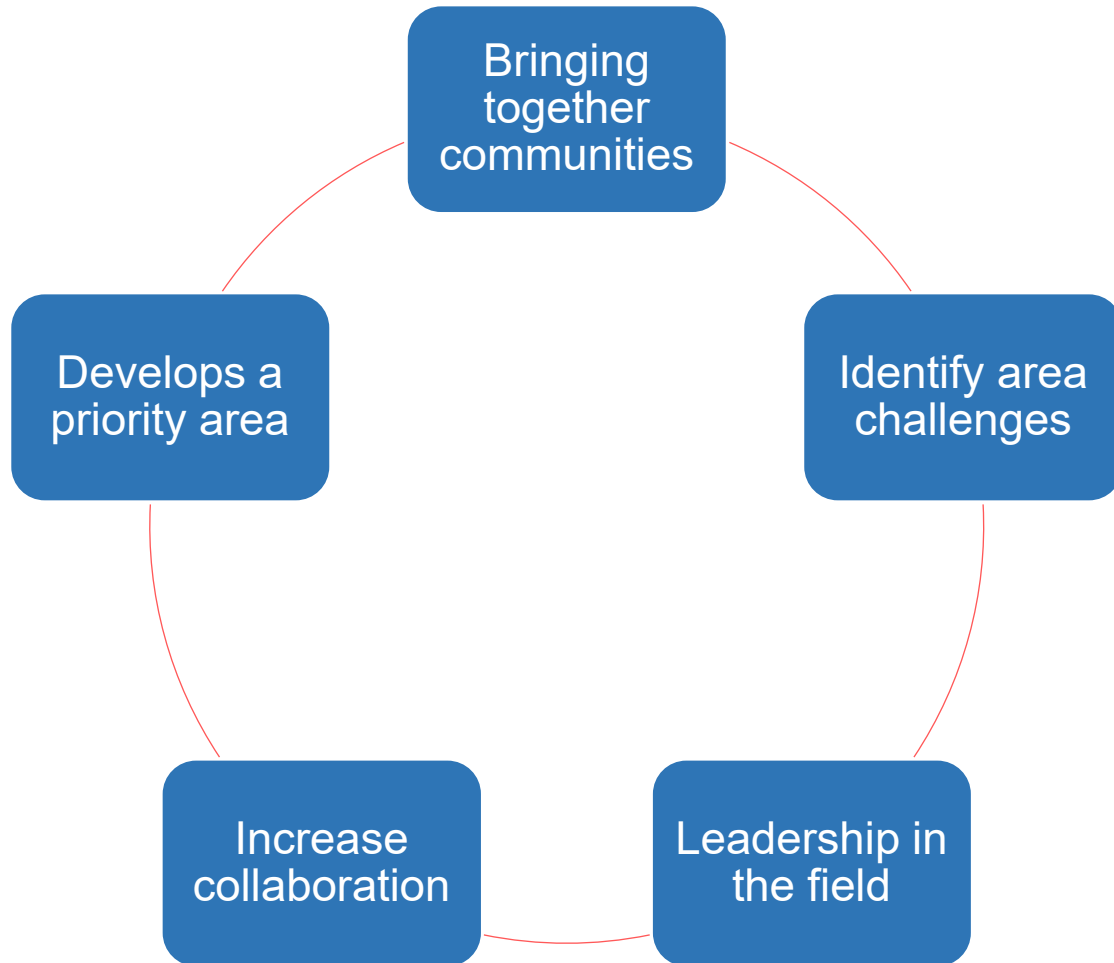 Bringing
together
communities
Identify area
challenges
Leadership in
the field
Increase
collaboration
Develops a
priority area